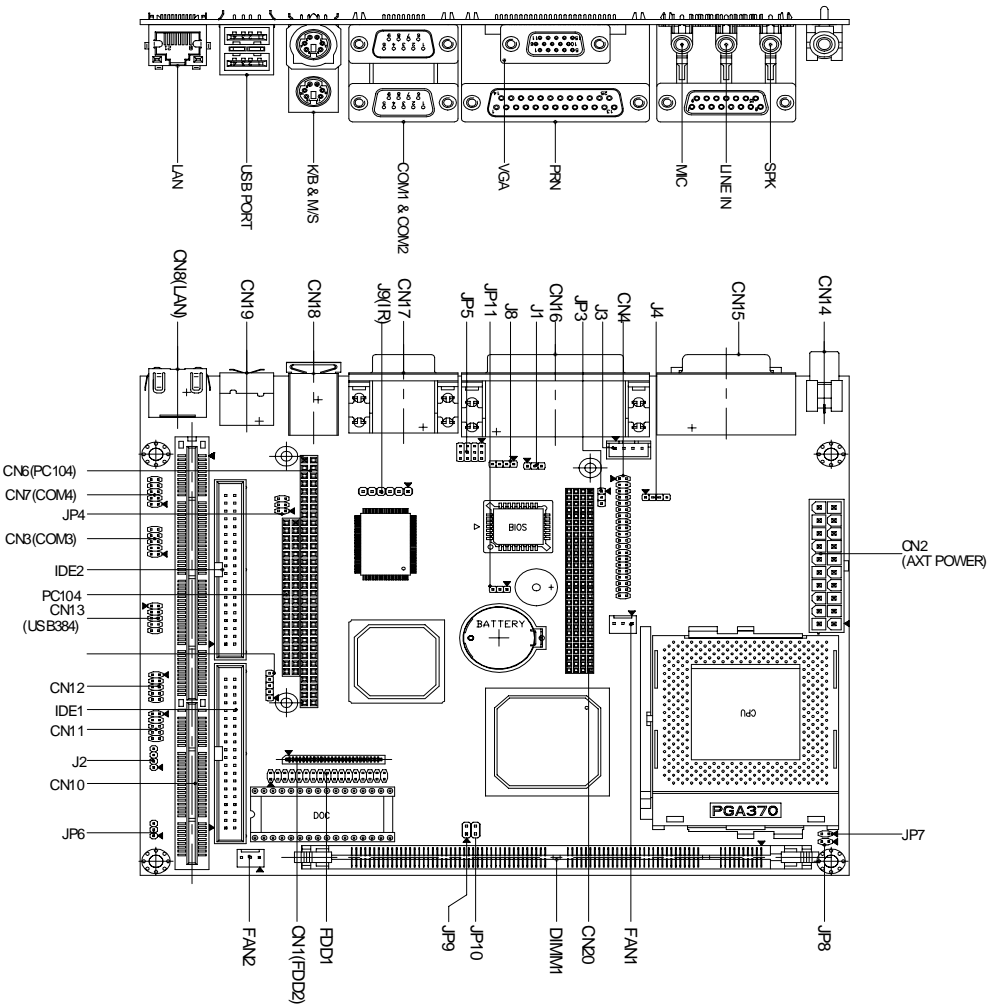 LAN
USB PORT
K/B & M/S
COM1 & COM2
VGA
PRN
MIC
LINE IN
SPK
CN8(LAN)
CN19
CN18
J9(IR)
CN17
JP5
JP11
J8
J1
CN16
JP3
J3
CN4
J4
CN15
CN14
CN6(PC104)
CN7(COM4)
JP4
CN3(COM3)
IDE2
PC104
CN13
(USB384)
CN12
IDE1
CN11
J2
CN10
JP6
BIOS
BATTERY
CPU
PGA370
DOC
CN2
(AXT POWER)
JP7
FAN2
CN1(FDD2)
FDD1
JP9
JP10
DIMM1
CN20
FAN1
JP8